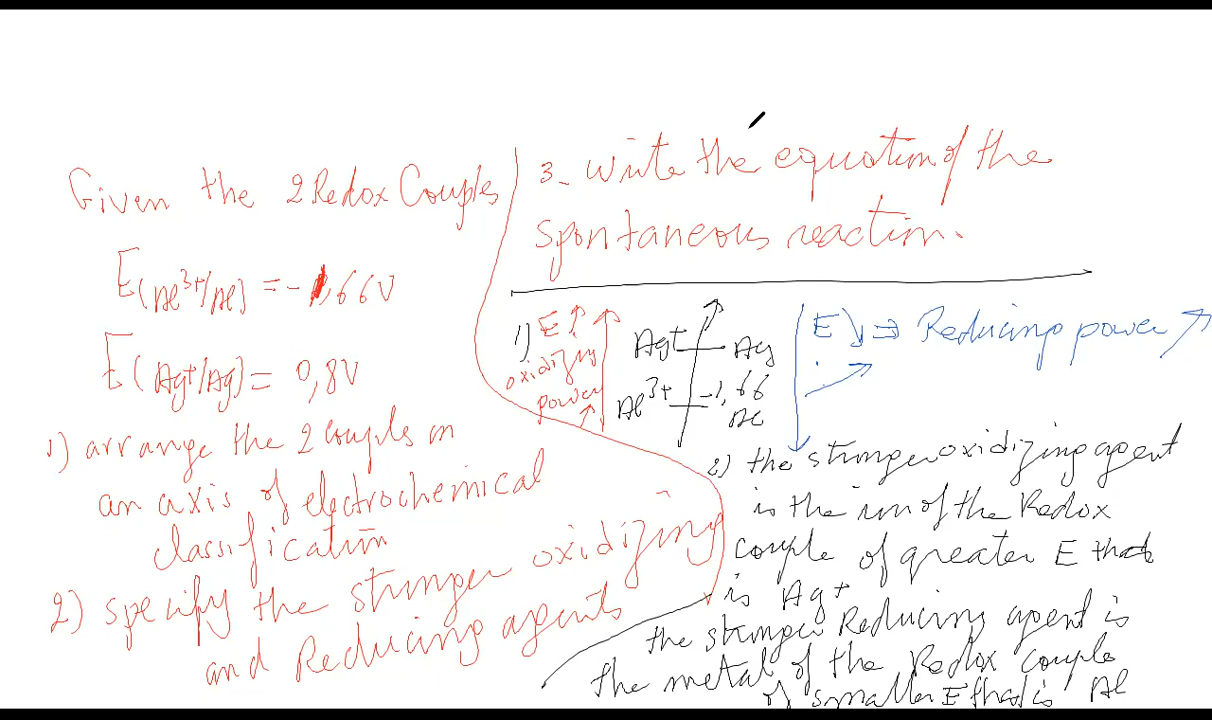 Given the 2 Redox Couples
E(Al³⁺/Al) = -1,66V
E(Ag⁺/Ag) = 0,8V
1) arrange the 2 couples on
an axis of electrochemical
classification
2) specify the stronger oxidizing
and Reducing agents
3_ write the equation of the
spontaneous reaction.
1) E ↑
oxidizing
power ↑
Ag⁺ Ag
Al³⁺ -1,66
Al
E ↘ ⇒ Reducing power ↗
2) the stronger oxidizing agent
is the ion of the Redox
couple of greater E that
is Ag⁺
the stronger Reducing agent is
the metal of the Redox couple
of smaller E that is Al